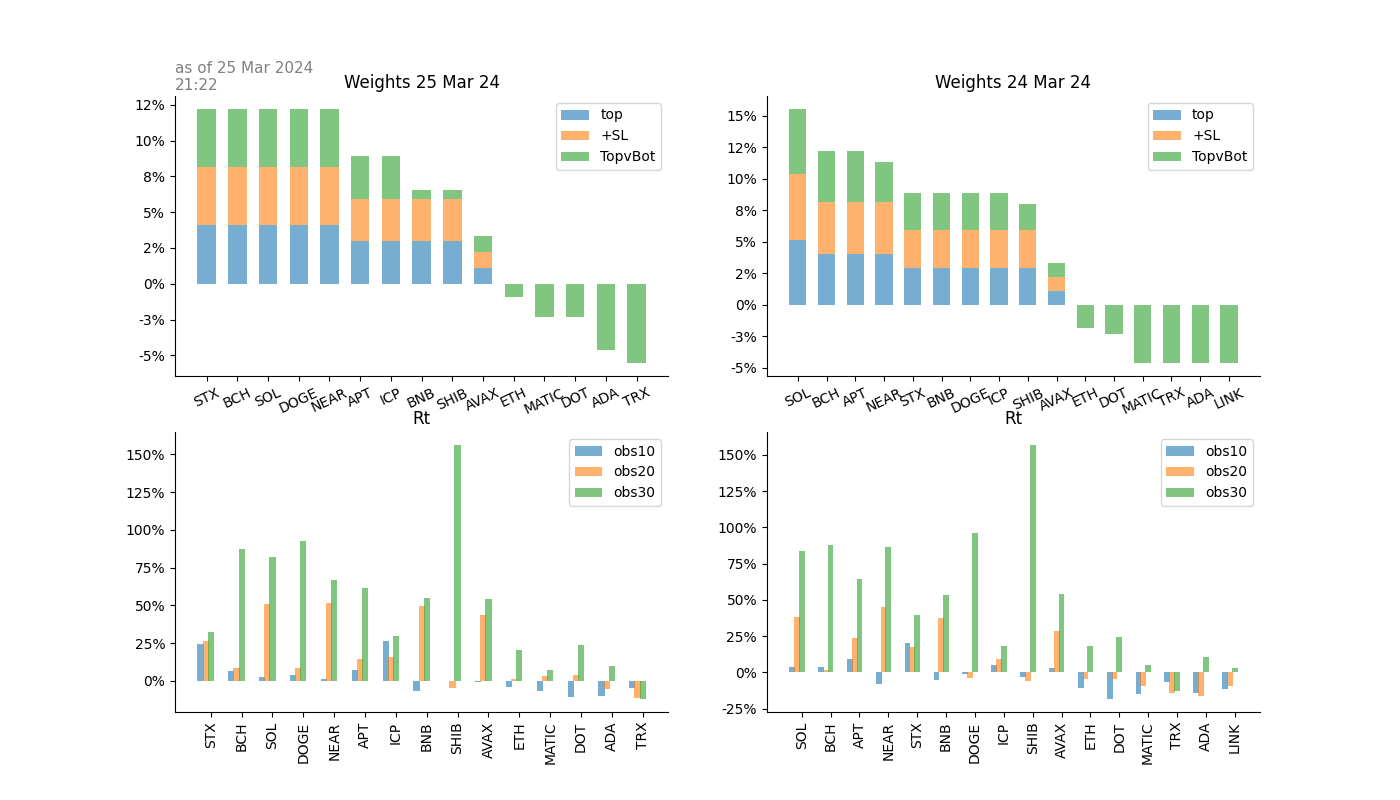 as of 25 Mar 2024
21:22
Weights 25 Mar 24
12%
10%
8%
5%
2%
0%
-3%
-5%
top
+SL
TopvBot
STX BCH SOL DOGE NEAR APT ICP BNB SHIB AVAX ETH MATIC DOT ADA TRX
Weights 24 Mar 24
15%
12%
10%
8%
5%
2%
0%
-3%
-5%
top
+SL
TopvBot
SOL BCH APT NEAR STX BNB DOGE ICP SHIB AVAX ETH DOT MATIC TRX ADA LINK
Rt
150%
125%
100%
75%
50%
25%
0%
obs10
obs20
obs30
STX BCH SOL DOGE NEAR APT ICP BNB SHIB AVAX ETH MATIC DOT ADA TRX
Rt
150%
125%
100%
75%
50%
25%
0%
-25%
obs10
obs20
obs30
SOL BCH APT NEAR STX BNB DOGE ICP SHIB AVAX ETH DOT MATIC TRX ADA LINK